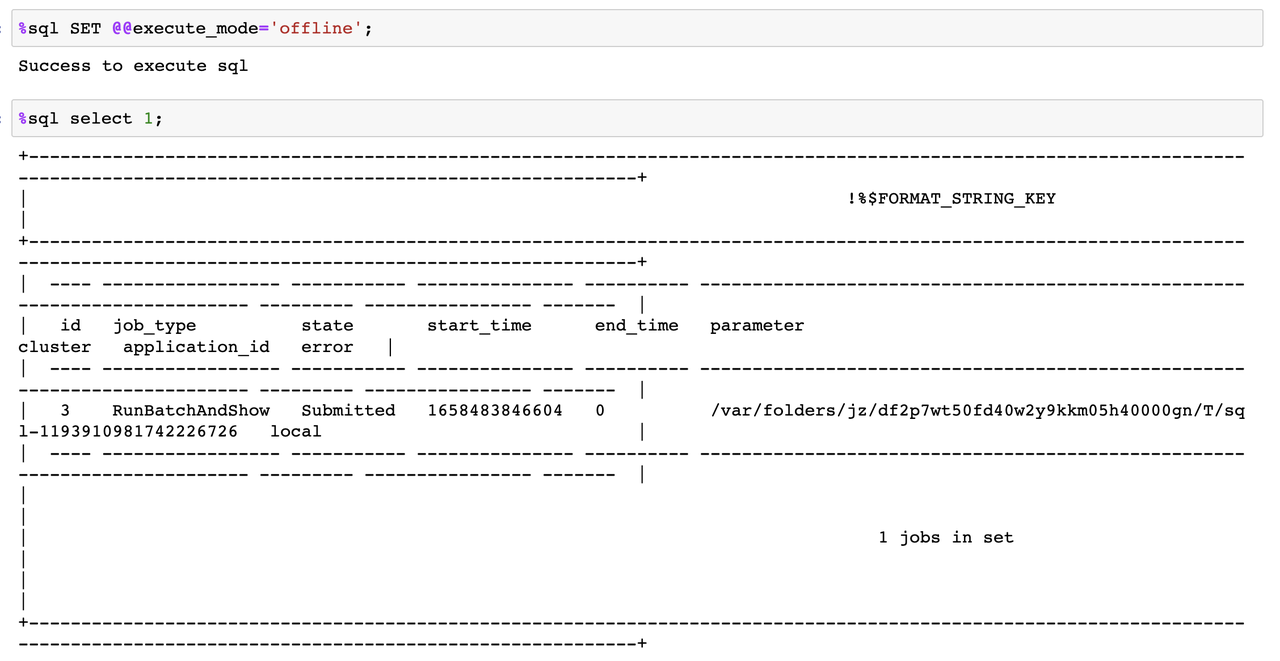 %sql SET @@execute_mode='offline';
Success to execute sql
%sql select 1;
+---------------------------------------------------------------------------------------------------------------------
-----------------------------------------------------------+
|                                                                               !%$FORMAT_STRING_KEY
|
+---------------------------------------------------------------------------------------------------------------------
-----------------------------------------------------------+
|  ---- ----------------- ----------- --------------- ---------- ----------------------------------------------------
---------------------- --------- ---------------- -------  |
|   id   job_type          state       start_time      end_time   parameter
cluster   application_id   error   |
|  ---- ----------------- ----------- --------------- ---------- ----------------------------------------------------
---------------------- --------- ---------------- -------  |
|   3    RunBatchAndShow   Submitted   1658483846604   0          /var/folders/jz/df2p7wt50fd40w2y9kkm05h40000gn/T/sq
l-1193910981742226726   local                              |
|  ---- ----------------- ----------- --------------- ---------- ----------------------------------------------------
---------------------- --------- ---------------- -------  |
|
|
|                                                                                  1 jobs in set
|
|
|
+---------------------------------------------------------------------------------------------------------------------
-----------------------------------------------------------+